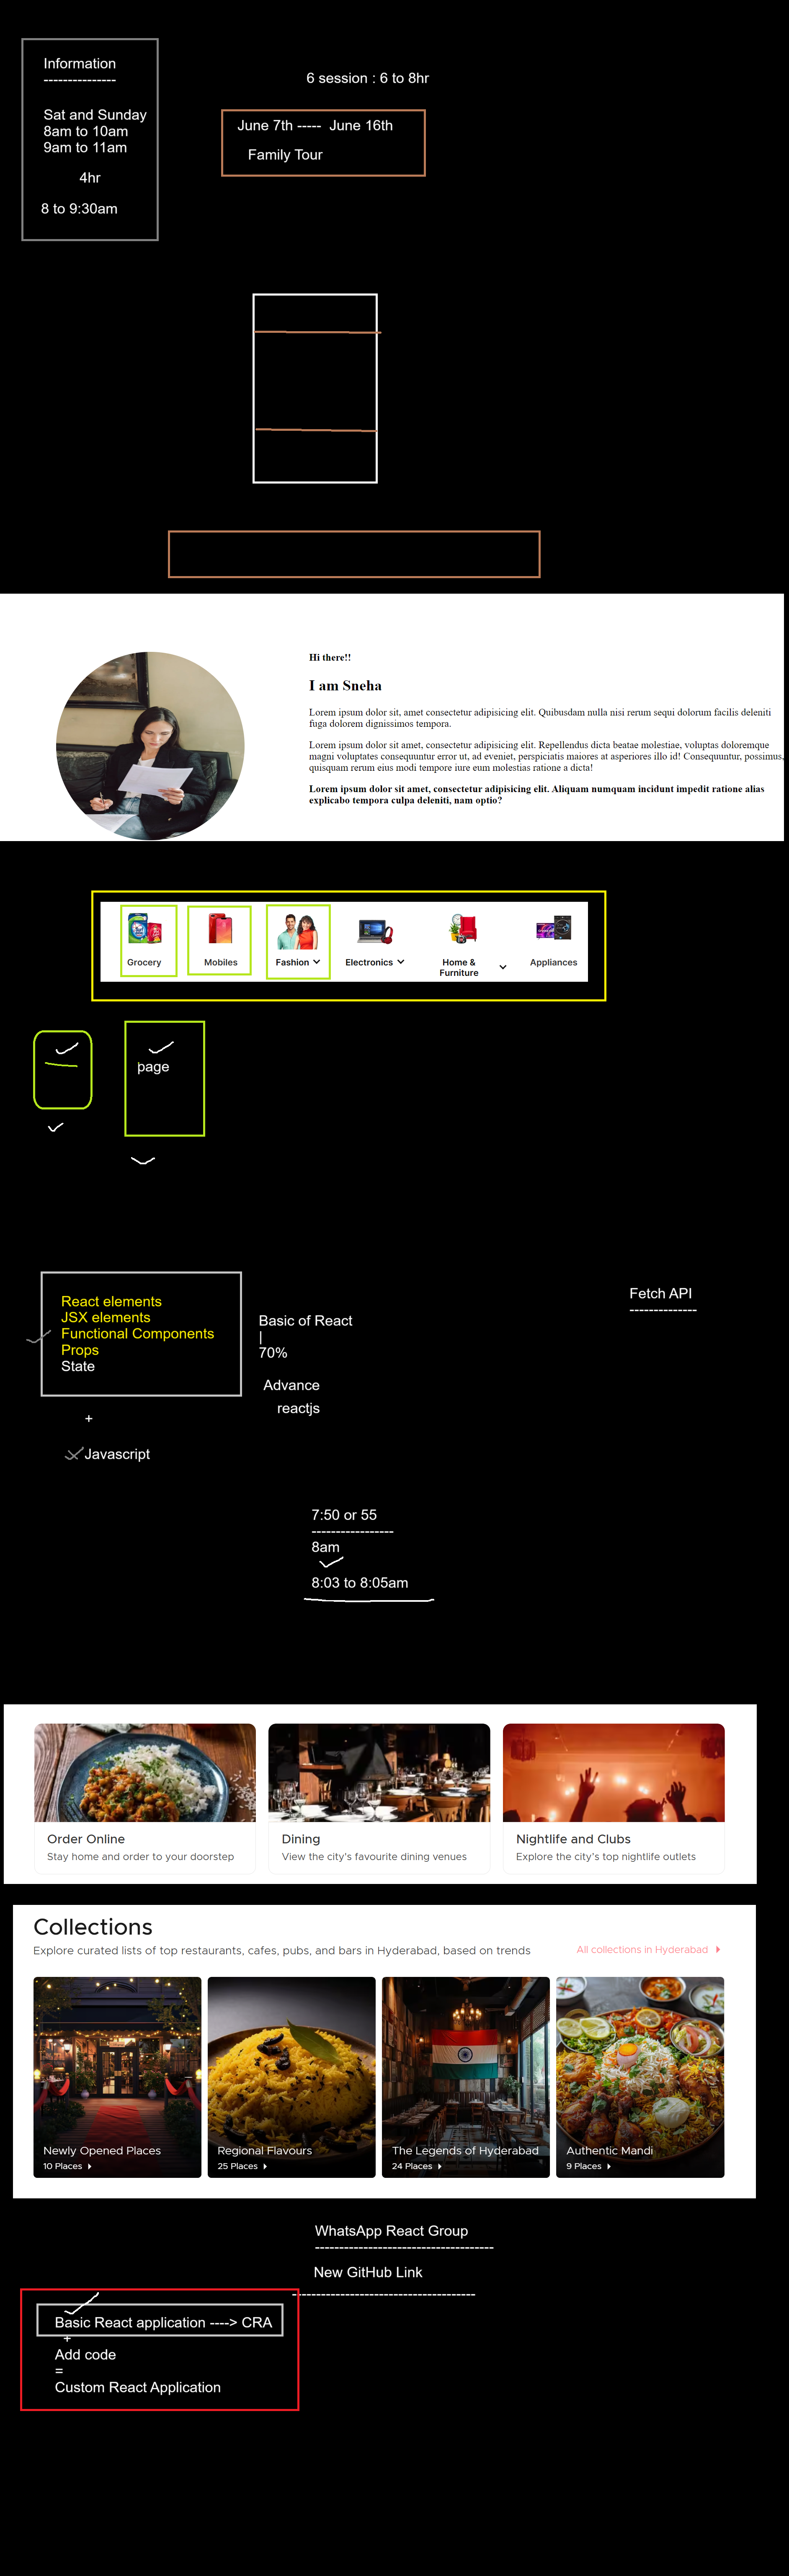 Information
---------------
Sat and Sunday
8am to 10am
9am to 11am
4hr
8 to 9:30am
6 session : 6 to 8hr
June 7th ----- June 16th
Family Tour
Hi there!!
I am Sneha
Lorem ipsum dolor sit, amet consectetur adipisicing elit. Quibusdam nulla nisi rerum sequi dolorum facilis deleniti
fuga dolorem dignissimos tempora.
Lorem ipsum dolor sit amet, consectetur adipisicing elit. Repellendus dicta beatae molestiae, voluptas doloremque
magni voluptates consequuntur error ut, ad eveniet, perspiciatis maiores at asperiores illo id! Consequuntur, possimus,
quisquam rerum eius modi tempore iure eum molestias ratione a dicta!
Lorem ipsum dolor sit amet, consectetur adipisicing elit. Aliquam numquam incidunt impedit ratione alias
explicabo tempora culpa deleniti, nam optio?
Grocery
Mobiles
Fashion
Electronics
Home &
Furniture
Appliances
page
React elements
JSX elements
Functional Components
Props
State
+
Javascript
Basic of React
|
70%
Advance
reactjs
Fetch API
--------------
7:50 or 55
-----------------
8am
8:03 to 8:05am
Order Online
Stay home and order to your doorstep
Dining
View the city's favourite dining venues
Nightlife and Clubs
Explore the city's top nightlife outlets
Collections
Explore curated lists of top restaurants, cafes, pubs, and bars in Hyderabad, based on trends
All collections in Hyderabad
Newly Opened Places
10 Places
Regional Flavours
25 Places
The Legends of Hyderabad
24 Places
Authentic Mandi
9 Places
WhatsApp React Group
-------------------------------------
New GitHub Link
--------------------------------------
Basic React application ----> CRA
+
Add code
=
Custom React Application